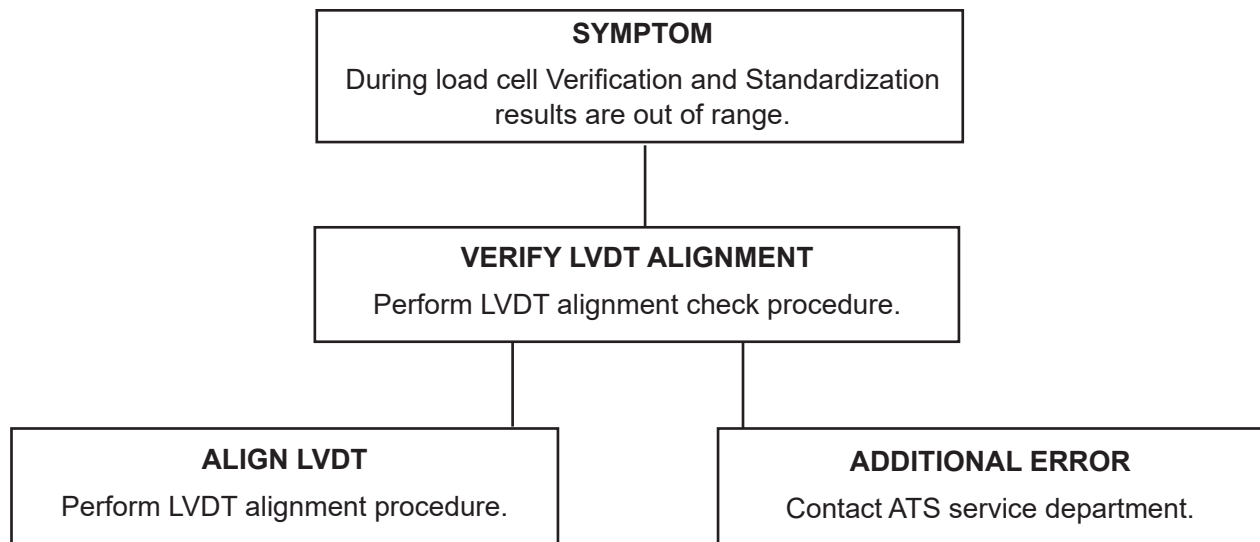 SYMPTOM
During load cell Verification and Standardization
results are out of range.
VERIFY LVDT ALIGNMENT
Perform LVDT alignment check procedure.
ALIGN LVDT
Perform LVDT alignment procedure.
ADDITIONAL ERROR
Contact ATS service department.